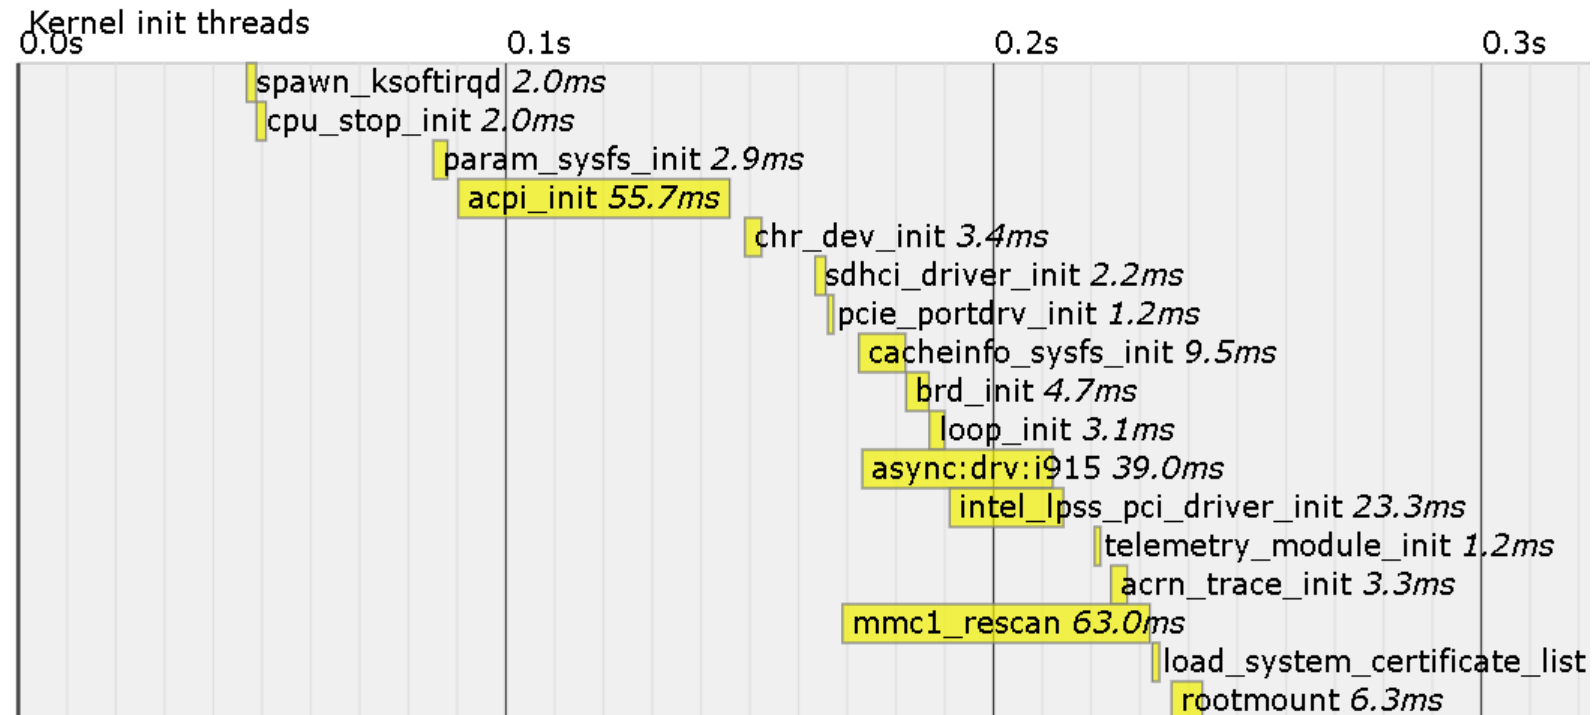 Kernel init threads
0.0s 0.1s 0.2s 0.3s
spawn_ksoftirqd 2.0ms
cpu_stop_init 2.0ms
param_sysfs_init 2.9ms
acpi_init 55.7ms
chr_dev_init 3.4ms
sdhci_driver_init 2.2ms
pcie_portdrv_init 1.2ms
cacheinfo_sysfs_init 9.5ms
brd_init 4.7ms
loop_init 3.1ms
async:drv:i915 39.0ms
intel_lpss_pci_driver_init 23.3ms
telemetry_module_init 1.2ms
acrn_trace_init 3.3ms
mmc1_rescan 63.0ms
load_system_certificate_list
rootmount 6.3ms